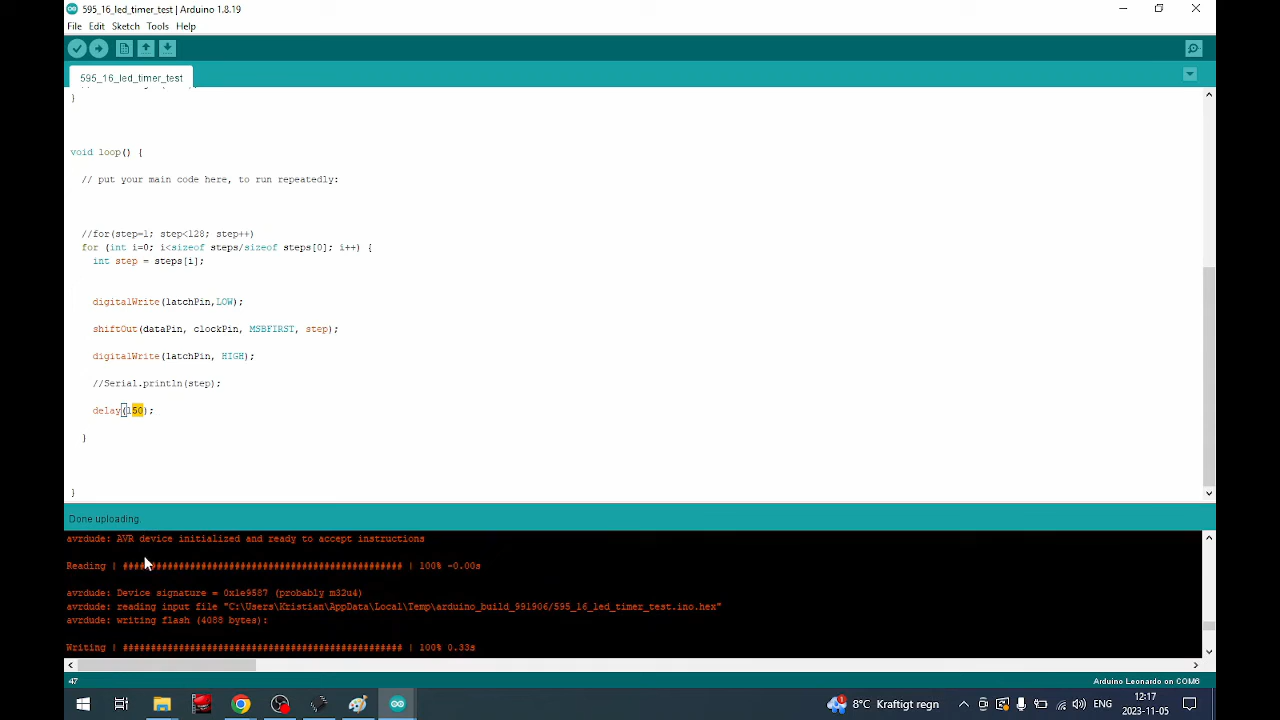 595_16_led_timer_test | Arduino 1.8.19
File Edit Sketch Tools Help
595_16_led_timer_test
}
void loop() {
// put your main code here, to run repeatedly:
//for(step=1; step<128; step++)
for (int i=0; i<sizeof steps/sizeof steps[0]; i++) {
int step = steps[i];
digitalWrite(latchPin,LOW);
shiftOut(dataPin, clockPin, MSBFIRST, step);
digitalWrite(latchPin, HIGH);
//Serial.println(step);
delay(150);
}
}
Done uploading.
avrdude: AVR device initialized and ready to accept instructions
Reading | ################################################## | 100% -0.00s
avrdude: Device signature = 0x1e9587 (probably m32u4)
avrdude: reading input file "C:\Users\Kristian\AppData\Local\Temp\arduino_build_991906/595_16_led_timer_test.ino.hex"
avrdude: writing flash (4088 bytes):
Writing | ################################################## | 100% 0.33s
47
Arduino Leonardo on COM6
8°C Kraftigt regn
12:17
2023-11-05